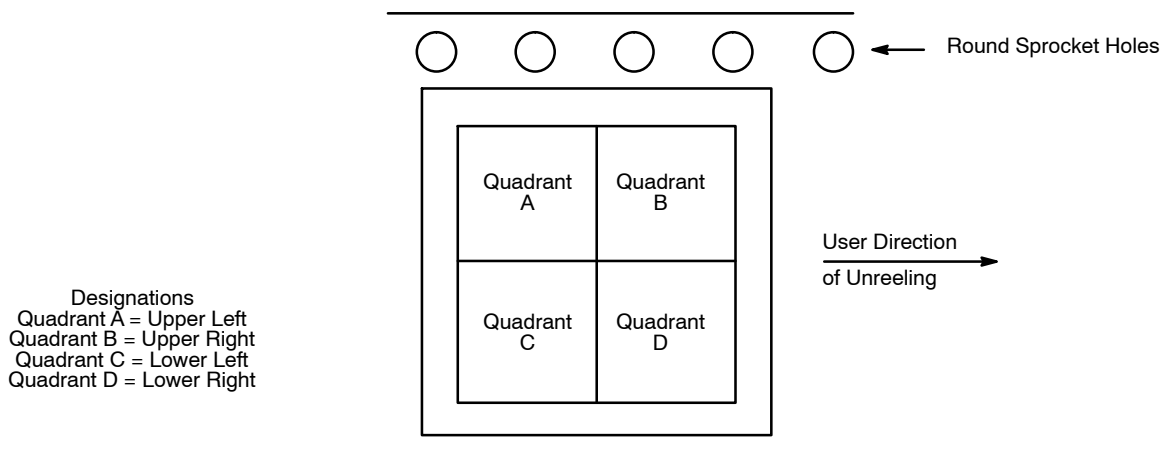 Round Sprocket Holes
Quadrant
A
Quadrant
B
User Direction
of Unreeling
Designations
Quadrant A = Upper Left
Quadrant B = Upper Right
Quadrant C = Lower Left
Quadrant D = Lower Right
Quadrant
C
Quadrant
D